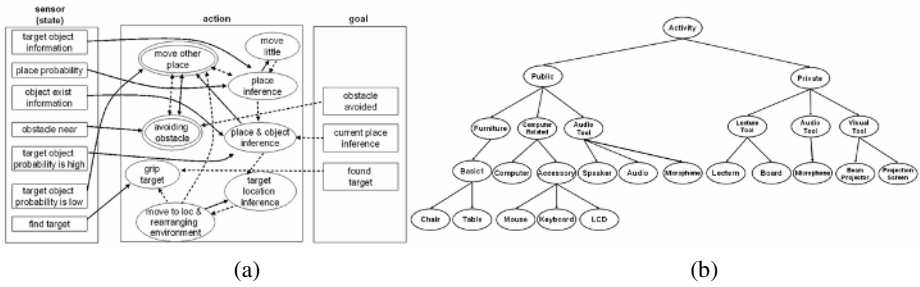 sensor
(state)
action
goal
target object
information
place probability
object exist
information
obstacle near
target object
probability is high
target object
probability is low
find target
move other
place
move
little
place
inference
avoiding
obstacle
place & object
inference
grip
target
target
location
inference
move to loc &
rearranging
environment
obstacle
avoided
current place
inference
found
target
(a)
Activity
Public
Private
Furniture
Computer
Related
Audio
Tool
Lecture
Tool
Audio
Tool
Visual
Tool
Basic1
Computer
Accessory
Speaker
Audio
Microphone
Lectern
Board
Microphone
Beam
Projector
Projection
Screen
Chair
Table
Mouse
Keyboard
LCD
(b)